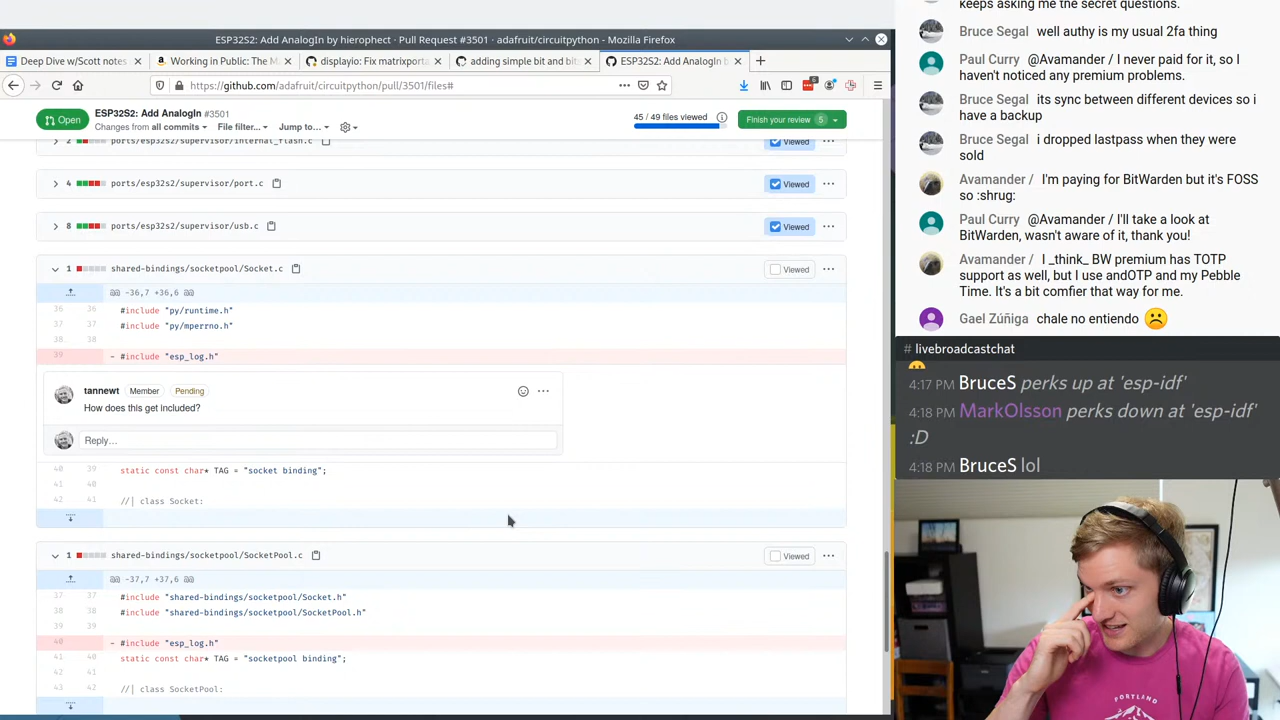 ESP32S2: Add AnalogIn by hierophect · Pull Request #3501 · adafruit/circuitpython - Mozilla Firefox
Deep Dive w/Scott notes
Working in Public: The M
displayio: Fix matrixporta
adding simple bit and bits
ESP32S2: Add AnalogIn b
https://github.com/adafruit/circuitpython/pull/3501/files#
6
Open
ESP32S2: Add AnalogIn #3501
Changes from all commits File filter... Jump to...
45 / 49 files viewed
Finish your review 5
2 ports/esp32s2/supervisor/internal_flash.c Viewed
4 ports/esp32s2/supervisor/port.c Viewed
8 ports/esp32s2/supervisor/usb.c Viewed
1 shared-bindings/socketpool/Socket.c Viewed
@@ -36,7 +36,6 @@
36 36 #include "py/runtime.h"
37 37 #include "py/mperrno.h"
38 38
39 - #include "esp_log.h"
tannewt Member Pending
How does this get included?
Reply...
40 39 static const char* TAG = "socket binding";
41 40
42 41 //| class Socket:
1 shared-bindings/socketpool/SocketPool.c Viewed
@@ -37,7 +37,6 @@
37 37 #include "shared-bindings/socketpool/Socket.h"
38 38 #include "shared-bindings/socketpool/SocketPool.h"
39 39
40 - #include "esp_log.h"
41 40 static const char* TAG = "socketpool binding";
42 41
43 42 //| class SocketPool:
keeps asking me the secret questions.
Bruce Segal well authy is my usual 2fa thing
Paul Curry @Avamander / I never paid for it, so I
haven't noticed any premium problems.
Bruce Segal its sync between different devices so i
have a backup
Bruce Segal i dropped lastpass when they were
sold
Avamander / I'm paying for BitWarden but it's FOSS
so :shrug:
Paul Curry @Avamander / I'll take a look at
BitWarden, wasn't aware of it, thank you!
Avamander / I _think_ BW premium has TOTP
support as well, but I use andOTP and my Pebble
Time. It's a bit comfier that way for me.
Gael Zúñiga chale no entiendo
# livebroadcastchat
4:17 PM BruceS perks up at 'esp-idf'
4:18 PM MarkOlsson perks down at 'esp-idf'
:D
4:18 PM BruceS lol
PORTLAND